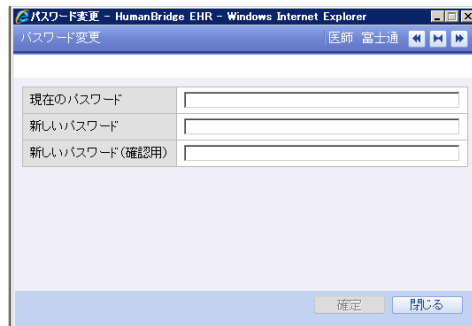 パスワード変更 - HumanBridge EHR - Windows Internet Explorer
パスワード変更 医師 富士通
現在のパスワード
新しいパスワード
新しいパスワード(確認用)
確定 閉じる